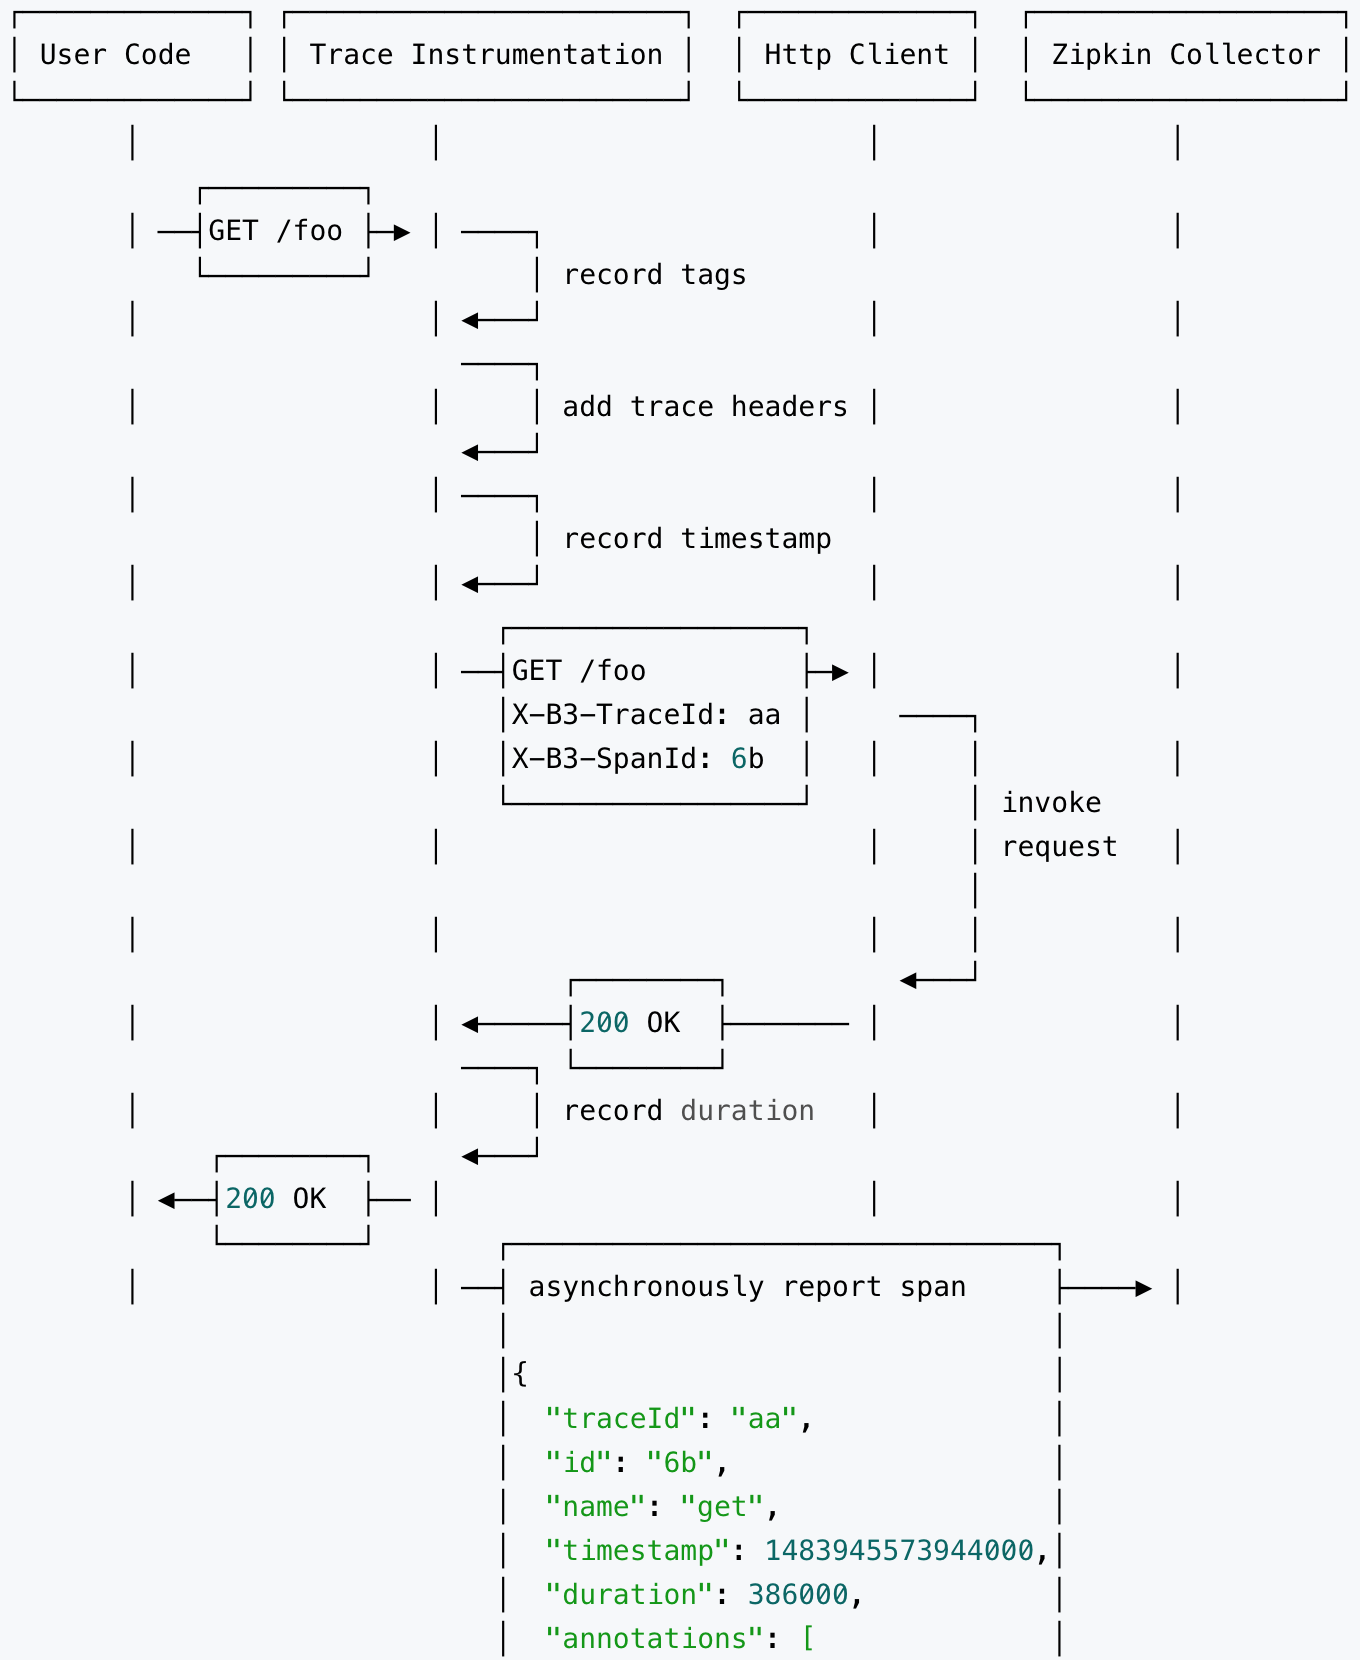 User Code
Trace Instrumentation
Http Client
Zipkin Collector
GET /foo
record tags
add trace headers
record timestamp
GET /foo
X-B3-TraceId: aa
X-B3-SpanId: 6b
invoke
request
200 OK
record duration
200 OK
asynchronously report span
{
"traceId": "aa",
"id": "6b",
"name": "get",
"timestamp": 1483945573944000,
"duration": 386000,
"annotations": [